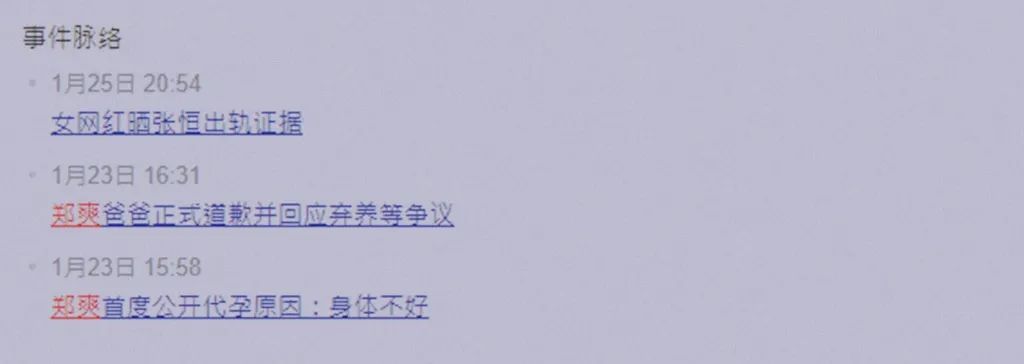 事件脉络
1月25日 20:54
女网红晒张恒出轨证据
1月23日 16:31
郑爽爸爸正式道歉并回应弃养等争议
1月23日 15:58
郑爽首度公开代孕原因：身体不好